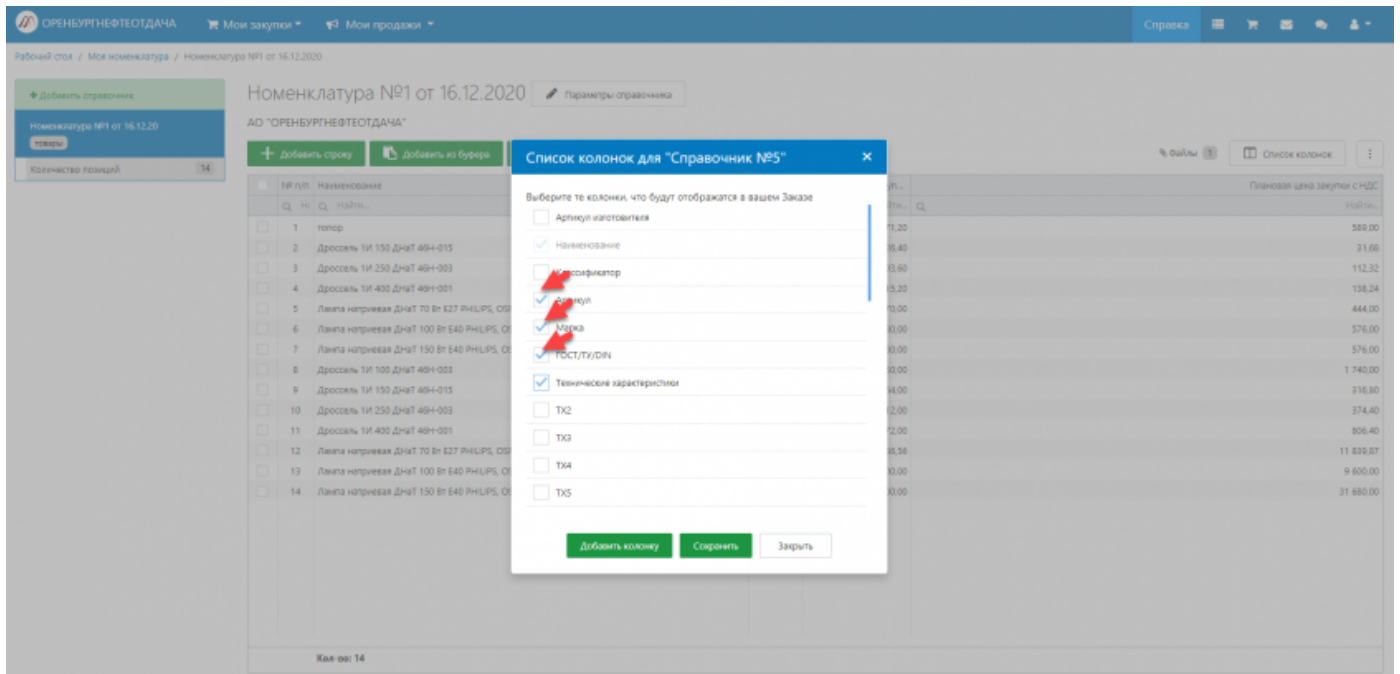 ОРЕНБУРГНЕФТЕОТДАЧА Мои закупки Мои продажи Справка
Рабочий стол / Моя номенклатура / Номенклатура №1 от 16.12.2020
Добавить справочник
Номенклатура №1 от 16.12.20
товары
Количество позиций 14
Номенклатура №1 от 16.12.2020 Параметры справочника
АО "ОРЕНБУРГНЕФТЕОТДАЧА"
Добавить строку Добавить из буфера Файлы 1 Список колонок
№ п/п Наименование Плановая цена закупки с НДС
Найти... Найти...
1 топор 589,00
2 Дроссель 1И 150 ДНаТ 46Н-015 31,68
3 Дроссель 1И 250 ДНаТ 46Н-003 112,32
4 Дроссель 1И 400 ДНаТ 46Н-001 138,24
5 Лампа натриевая ДНаТ 70 Вт E27 PHILIPS, 444,00
6 Лампа натриевая ДНаТ 100 Вт E40 PHILIPS, 576,00
7 Лампа натриевая ДНаТ 150 Вт E40 PHILIPS, 576,00
8 Дроссель 1И 100 ДНаТ 46Н-003 1 740,00
9 Дроссель 1И 150 ДНаТ 46Н-015 316,80
10 Дроссель 1И 250 ДНаТ 46Н-003 374,40
11 Дроссель 1И 400 ДНаТ 46Н-001 806,40
12 Лампа натриевая ДНаТ 70 Вт E27 PHILIPS, 11 839,87
13 Лампа натриевая ДНаТ 100 Вт E40 PHILIPS, 9 600,00
14 Лампа натриевая ДНаТ 150 Вт E40 PHILIPS, 31 680,00
Кол-во: 14
Список колонок для "Справочник №5"
Выберите те колонки, что будут отображатся в вашем Заказе
Артикул изготовителя
Наименование
Классификатор
Артикул
Марка
ГОСТ/ТУ/DIN
Технические характеристики
ТХ2
ТХ3
ТХ4
ТХ5
Добавить колонку Сохранить Закрыть